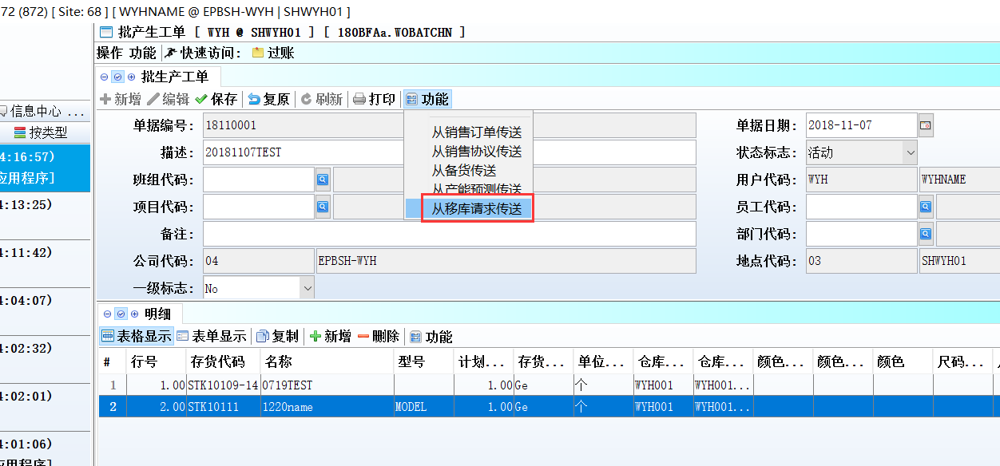 72 (872) [ Site: 68 ] [ WYHNAME @ EPBSH-WYH | SHWYH01 ]
批产生工单 [ WYH @ SHWYH01 ] [ 180BFAa.WOBATCHN ]
操作 功能 快速访问: 过账
批生产工单
新增 编辑 保存 复原 刷新 打印 功能
信息中心 ...
按类型
4:16:57)
应用程序]
4:13:25)
4:11:42)
4:04:07)
4:02:32)
4:02:01)
4:01:06)
应用程序]
单据编号: 18110001
单据日期: 2018-11-07
描述: 20181107TEST
状态标志: 活动
班组代码:
用户代码: WYH WYHNAME
项目代码:
员工代码:
备注:
部门代码:
公司代码: 04 EPBSH-WYH
地点代码: 03 SHWYH01
一级标志: No
从销售订单传送
从销售协议传送
从备货传送
从产能预测传送
从移库请求传送
明细
表格显示 表单显示 复制 新增 删除 功能
# 行号 存货代码 名称 型号 计划... 存货... 单位... 仓库... 仓库... 颜色... 颜色... 颜色 尺码...
1 1.00 STK10109-14 0719TEST 1.00 Ge 个 WYH001 WYH001...
2 2.00 STK10111 1220name MODEL 1.00 Ge 个 WYH001 WYH001...